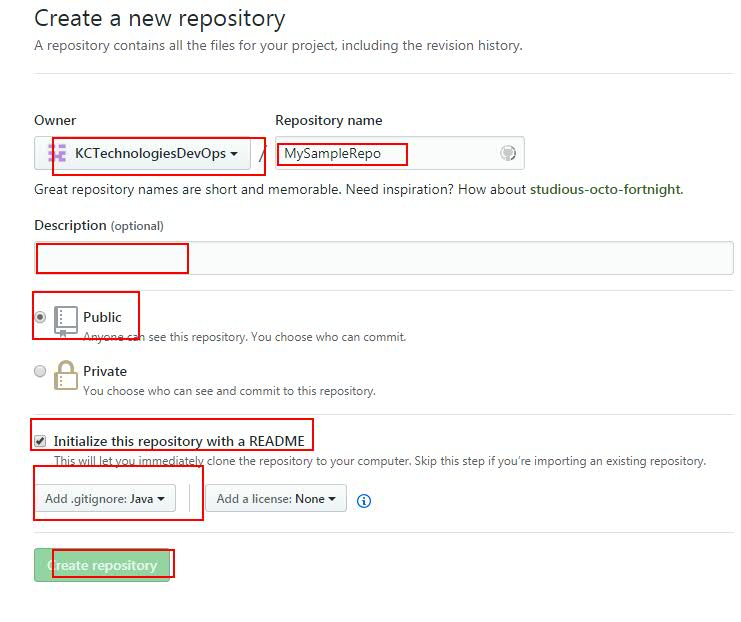 Create a new repository
A repository contains all the files for your project, including the revision history.
Owner Repository name
KCTechnologiesDevOps / MySampleRepo
Great repository names are short and memorable. Need inspiration? How about studious-octo-fortnight.
Description (optional)
Public
Anyone can see this repository. You choose who can commit.
Private
You choose who can see and commit to this repository.
Initialize this repository with a README
This will let you immediately clone the repository to your computer. Skip this step if you're importing an existing repository.
Add .gitignore: Java Add a license: None
Create repository